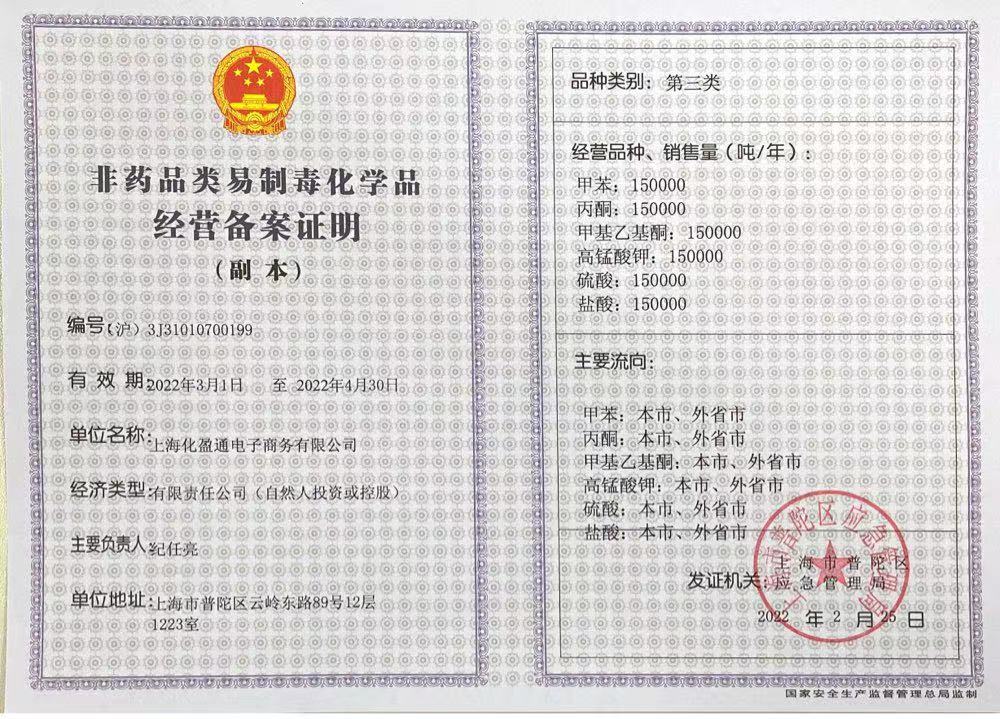 非药品类易制毒化学品
经营备案证明
（副 本）
编号：（沪）3J31010700199
有 效 期：2022年3月1日 至 2022年4月30日
单位名称：上海化盈通电子商务有限公司
经济类型：有限责任公司（自然人投资或控股）
主要负责人：纪任亮
单位地址：上海市普陀区云岭东路89号12层
1223室
品种类别：第三类
经营品种、销售量（吨/年）：
甲苯：150000
丙酮：150000
甲基乙基酮：150000
高锰酸钾：150000
硫酸：150000
盐酸：150000
主要流向：
甲苯：本市、外省市
丙酮：本市、外省市
甲基乙基酮：本市、外省市
高锰酸钾：本市、外省市
硫酸：本市、外省市
盐酸：本市、外省市
上海市普陀区应急管理局
发证机关：上海市普陀区
应急管理局
2022 年 2 月 25 日
国家安全生产监督管理总局监制